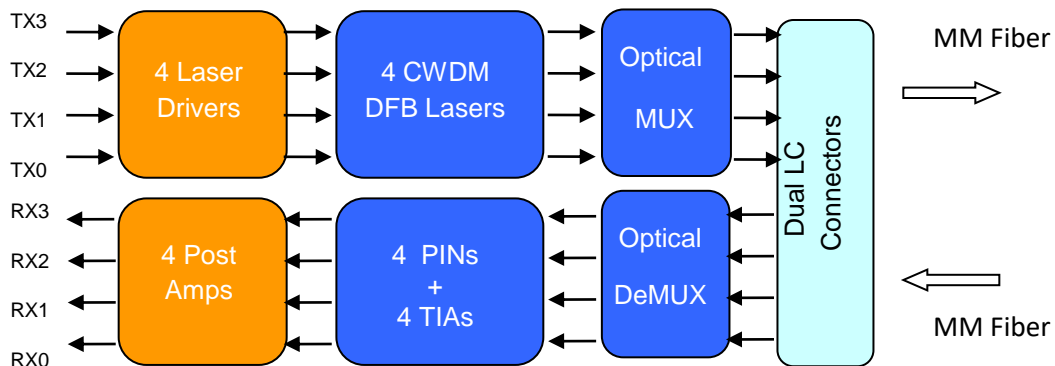 TX3
TX2
TX1
TX0
4 Laser
Drivers
4 CWDM
DFB Lasers
Optical
MUX
Dual LC
Connectors
MM Fiber
RX3
RX2
RX1
RX0
4 Post
Amps
4 PINs
+
4 TIAs
Optical
DeMUX
MM Fiber